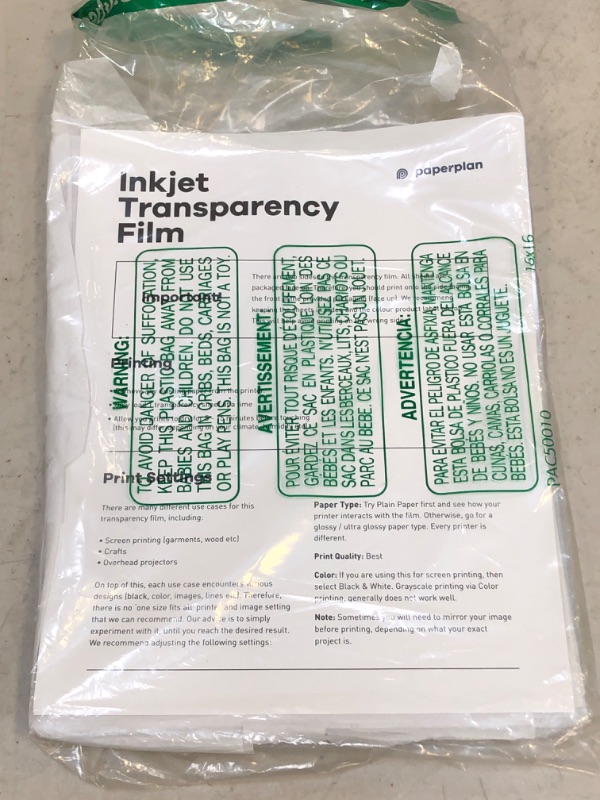 Inkjet
Transparency
Film
paperplan
Important!
Printing
Print Settings
There are many different use cases for this
transparency film, including:
• Screen printing (garments, wood etc)
• Crafts
• Overhead projectors
On top of this, each use case encounters various
designs (black, color, images, lines etc). Therefore,
there is no one size fits all printer and image setting
that we can recommend. Our advice is to simply
experiment with it, until you reach the desired result.
We recommend adjusting the following settings:
Paper Type: Try Plain Paper first and see how your
printer interacts with the film. Otherwise, go for a
glossy / ultra glossy paper type. Every printer is
different.
Print Quality: Best
Color: If you are using this for screen printing, then
select Black & White. Grayscale printing via Color
printing, generally does not work well.
Note: Sometimes you will need to mirror your image
before printing, depending on what your exact
project is.
WARNING:
TO AVOID DANGER OF SUFFOCATION,
KEEP THIS PLASTIC BAG AWAY FROM
BABIES AND CHILDREN. DO NOT USE
THIS BAG IN CRIBS, BEDS, CARRIAGES
OR PLAY PENS. THIS BAG IS NOT A TOY.
AVERTISSEMENT:
POUR ÉVITER TOUT RISQUE D'ÉTOUFFEMENT,
GARDEZ CE SAC EN PLASTIQUE LOIN DES
BÉBÉS ET LES ENFANTS. N'UTILISEZ PAS CE
SAC DANS LES BERCEAUX, LITS, LANDAUS OU
PARC AU BÉBÉ. CE SAC N'EST PAS UN JOUET.
ADVERTENCIA:
PARA EVITAR EL PELIGRO DE ASFIXIA, MANTENGA
ESTA BOLSA DE PLASTICO FUERA DEL ALCANCE
DE BEBES Y NIÑOS. NO USAR ESTA BOLSA EN
CUNAS, CAMAS, CARRIOLAS O CORRALES PARA
BEBES. ESTA BOLSA NO ES UN JUGUETE.
16x16
PAC50010